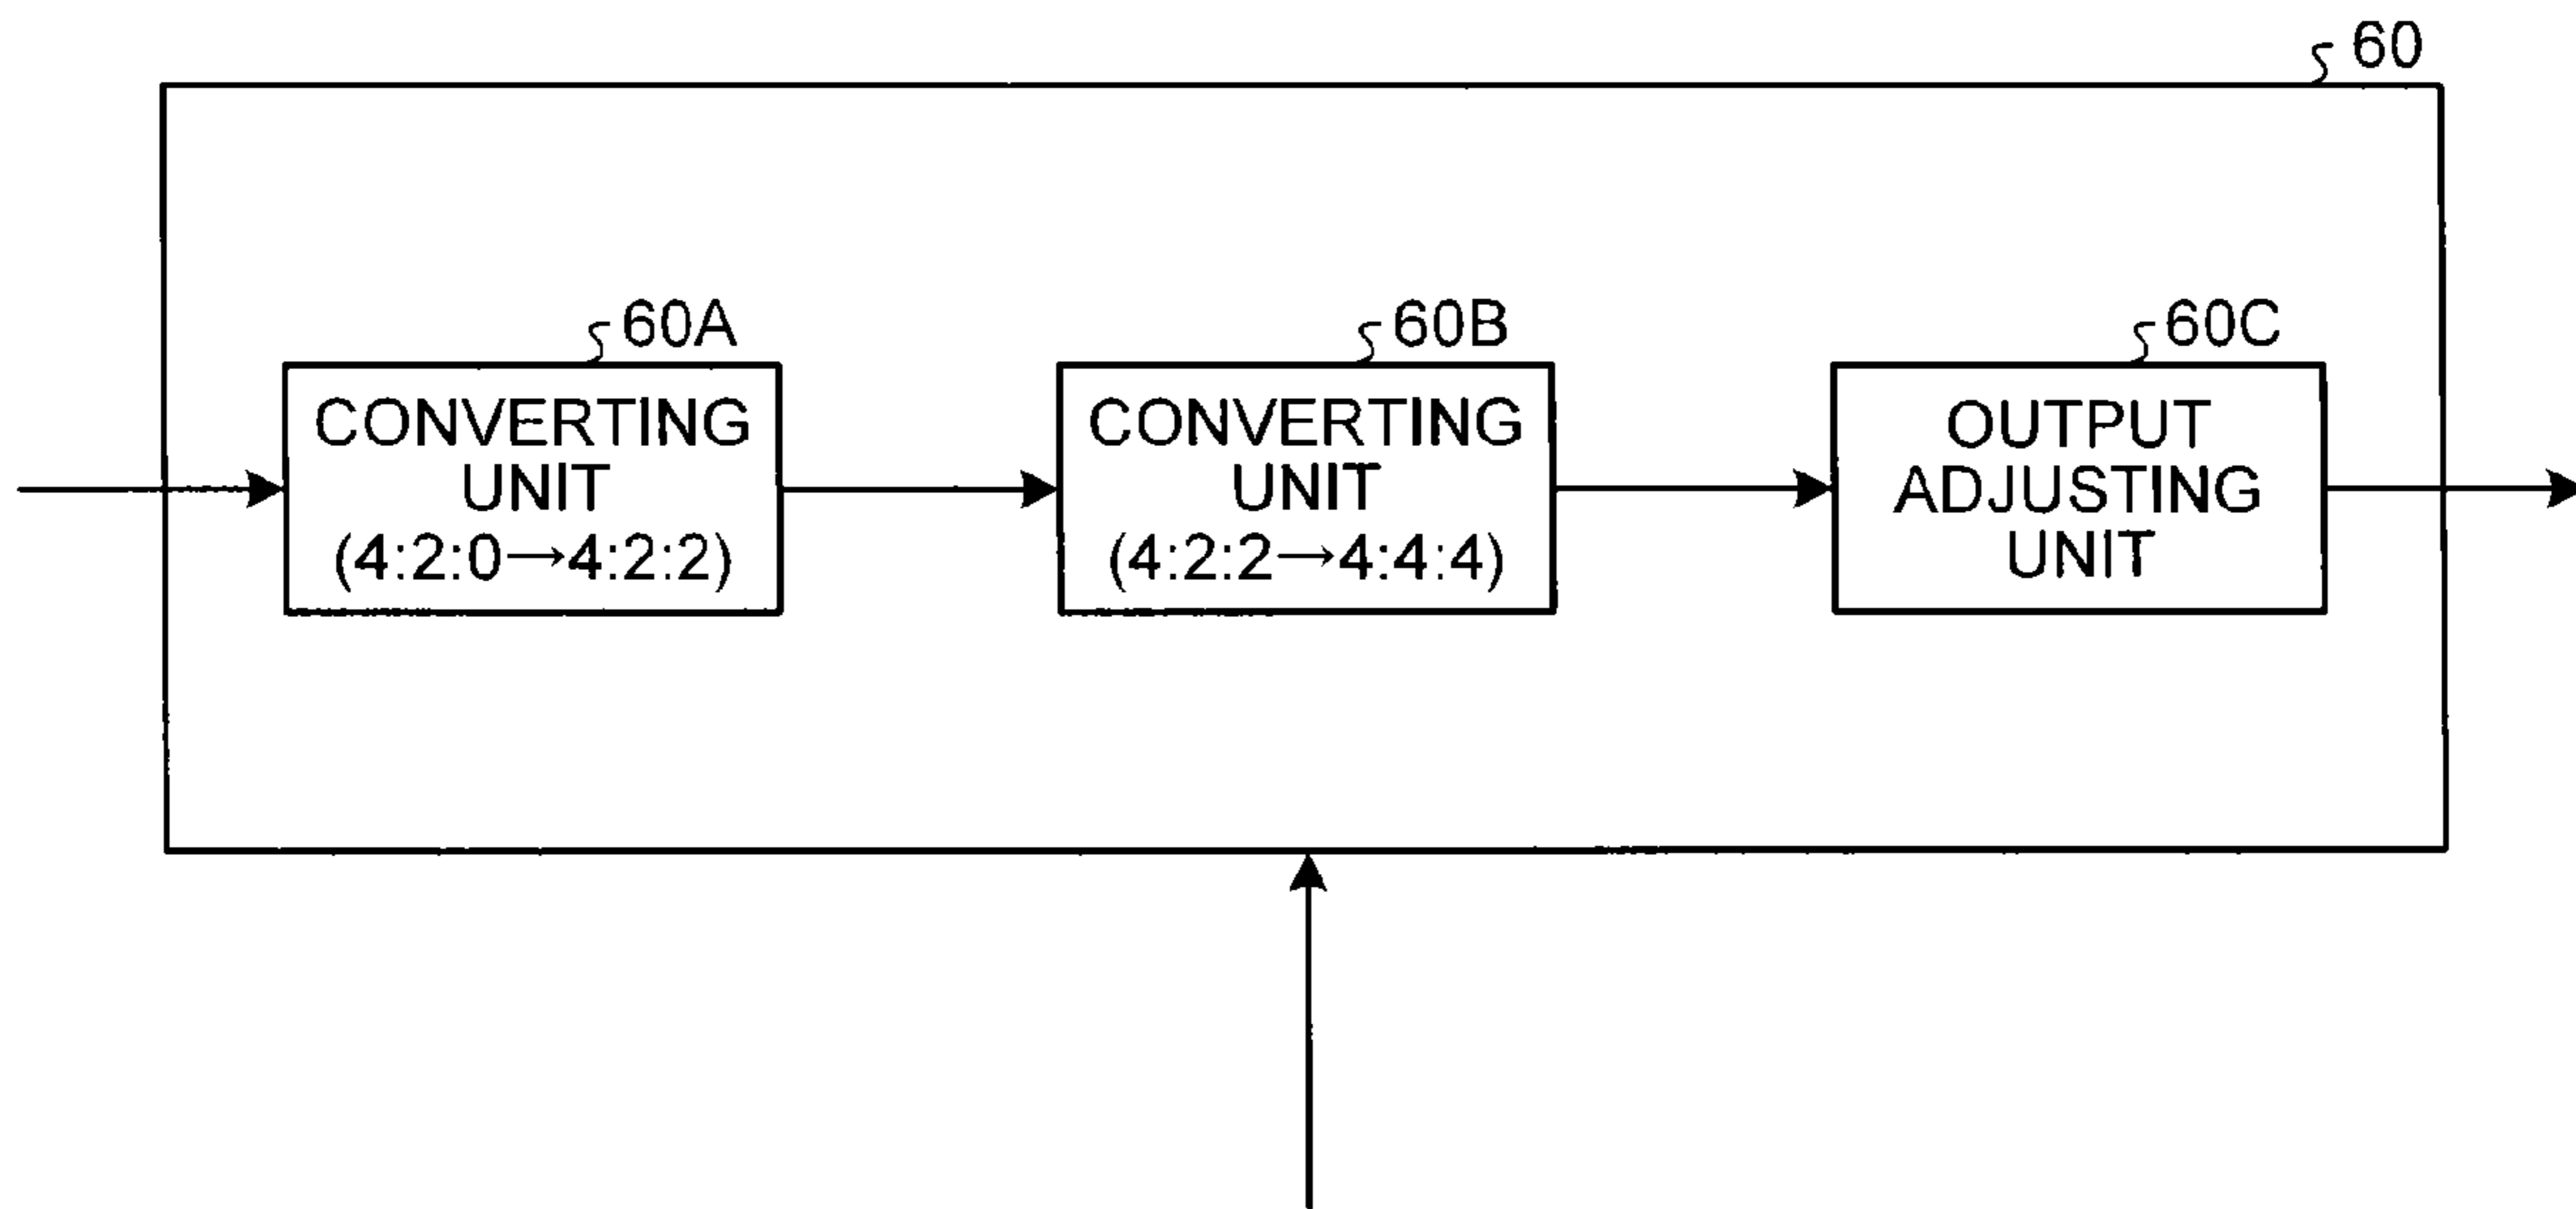 60
60A
CONVERTING
UNIT
(4:2:0→4:2:2)
60B
CONVERTING
UNIT
(4:2:2→4:4:4)
60C
OUTPUT
ADJUSTING
UNIT